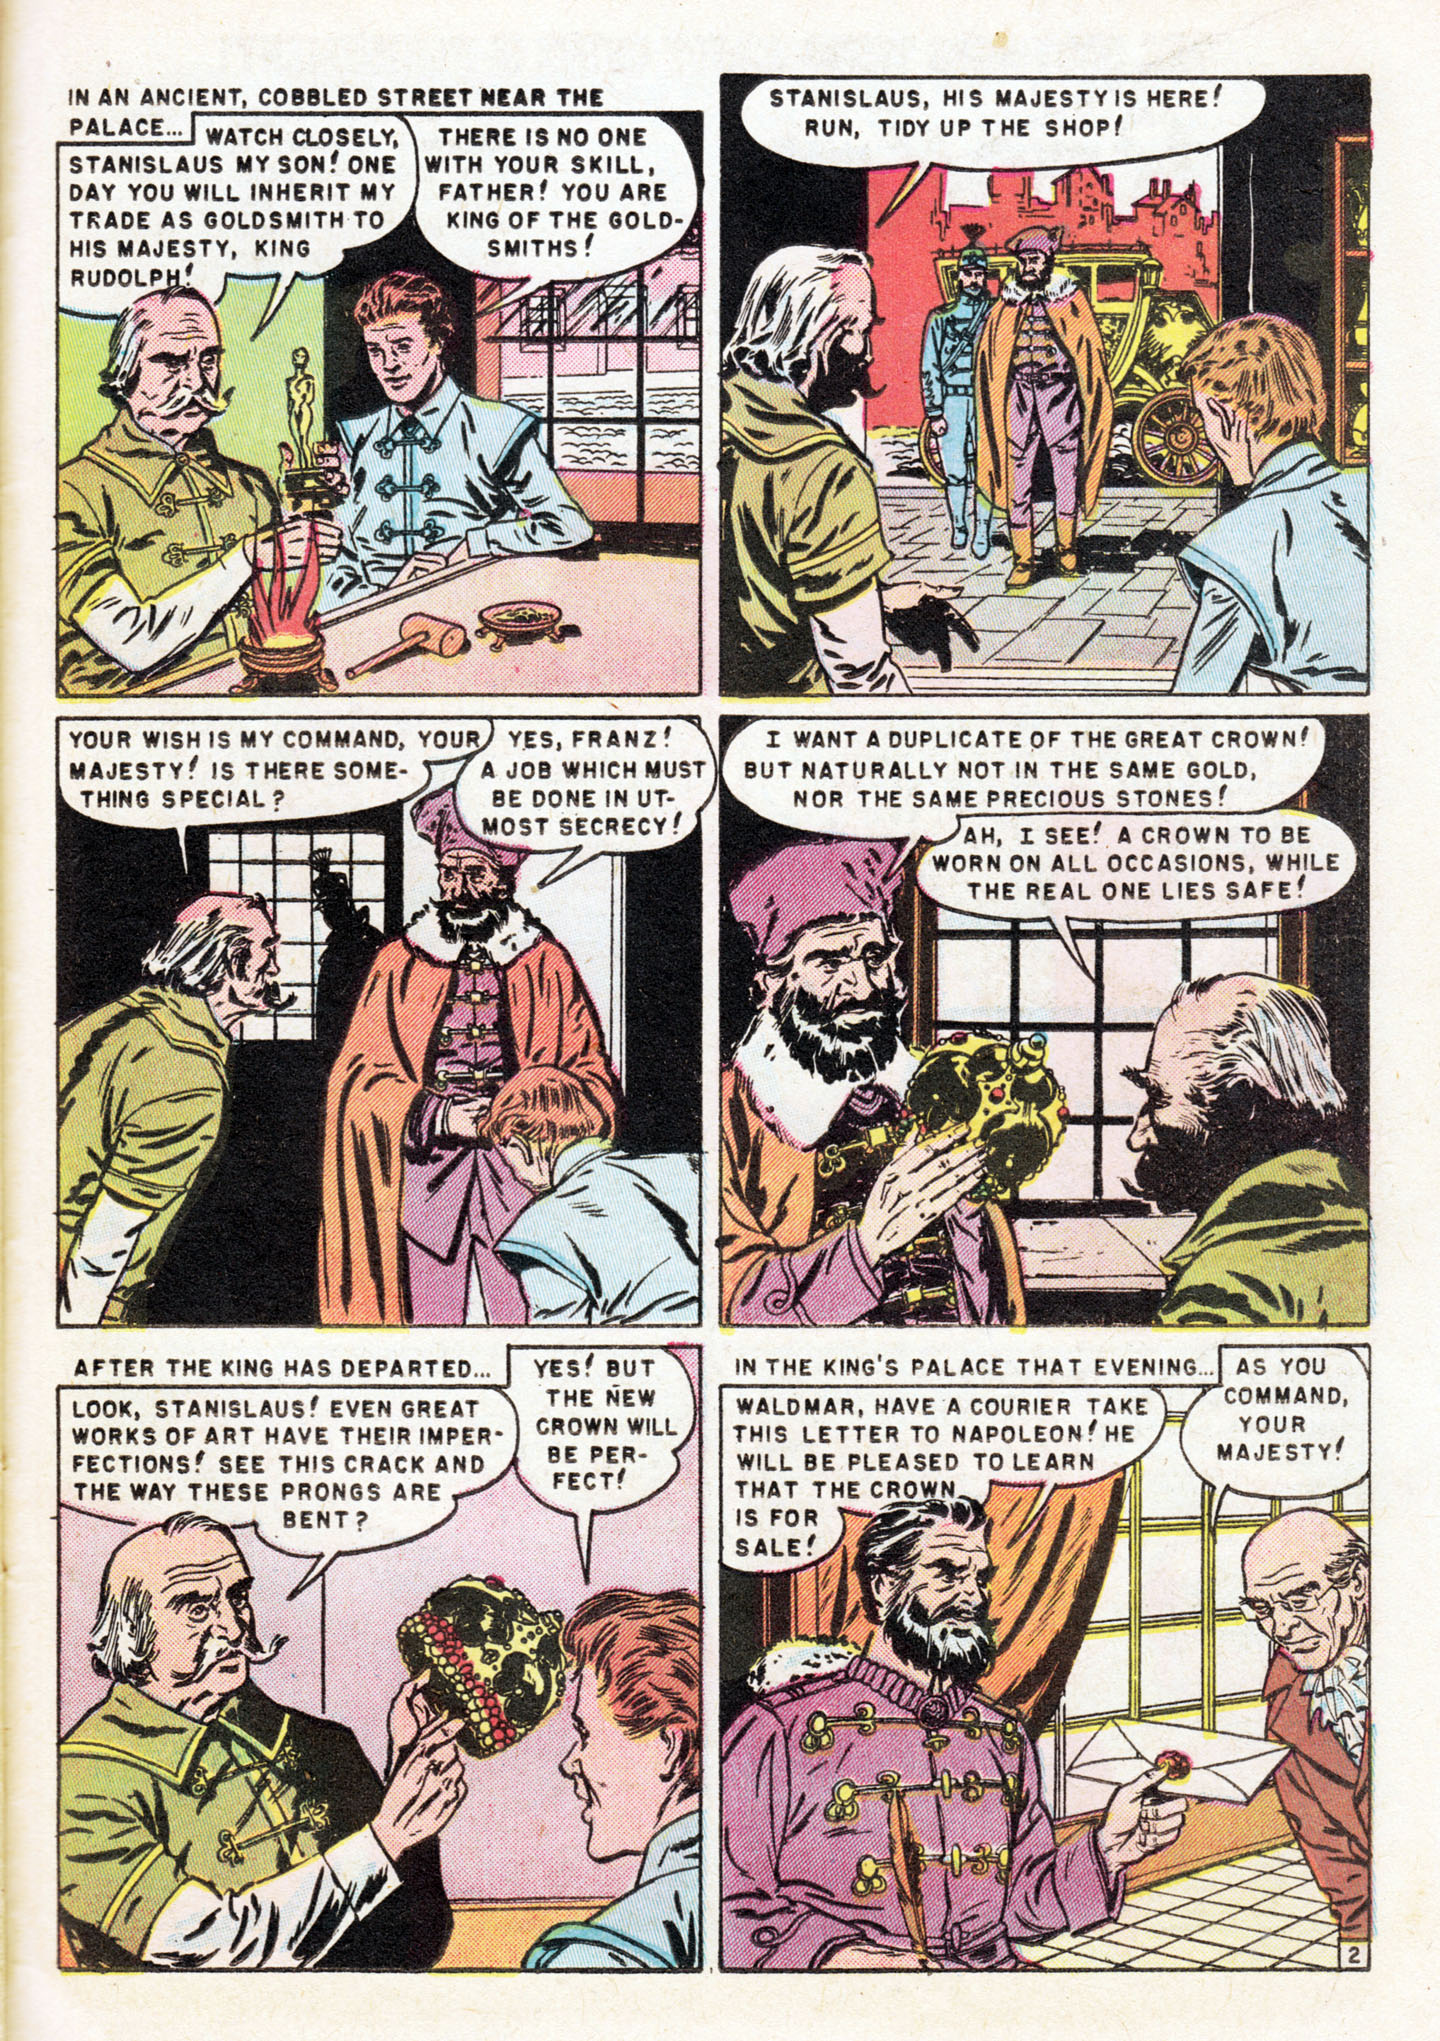 IN AN ANCIENT, COBBLED STREET NEAR THE
PALACE...
WATCH CLOSELY,
STANISLAUS MY SON! ONE
DAY YOU WILL INHERIT MY
TRADE AS GOLDSMITH TO
HIS MAJESTY, KING
RUDOLPH!
THERE IS NO ONE
WITH YOUR SKILL,
FATHER! YOU ARE
KING OF THE GOLD-
SMITHS!
STANISLAUS, HIS MAJESTY IS HERE!
RUN, TIDY UP THE SHOP!
YOUR WISH IS MY COMMAND, YOUR
MAJESTY! IS THERE SOME-
THING SPECIAL?
YES, FRANZ!
A JOB WHICH MUST
BE DONE IN UT-
MOST SECRECY!
I WANT A DUPLICATE OF THE GREAT CROWN!
BUT NATURALLY NOT IN THE SAME GOLD,
NOR THE SAME PRECIOUS STONES!
AH, I SEE! A CROWN TO BE
WORN ON ALL OCCASIONS, WHILE
THE REAL ONE LIES SAFE!
AFTER THE KING HAS DEPARTED...
LOOK, STANISLAUS! EVEN GREAT
WORKS OF ART HAVE THEIR IMPER-
FECTIONS! SEE THIS CRACK AND
THE WAY THESE PRONGS ARE
BENT?
YES! BUT
THE NEW
CROWN WILL
BE PER-
FECT!
IN THE KING'S PALACE THAT EVENING...
WALDMAR, HAVE A COURIER TAKE
THIS LETTER TO NAPOLEON! HE
WILL BE PLEASED TO LEARN
THAT THE CROWN
IS FOR
SALE!
AS YOU
COMMAND,
YOUR
MAJESTY!
2